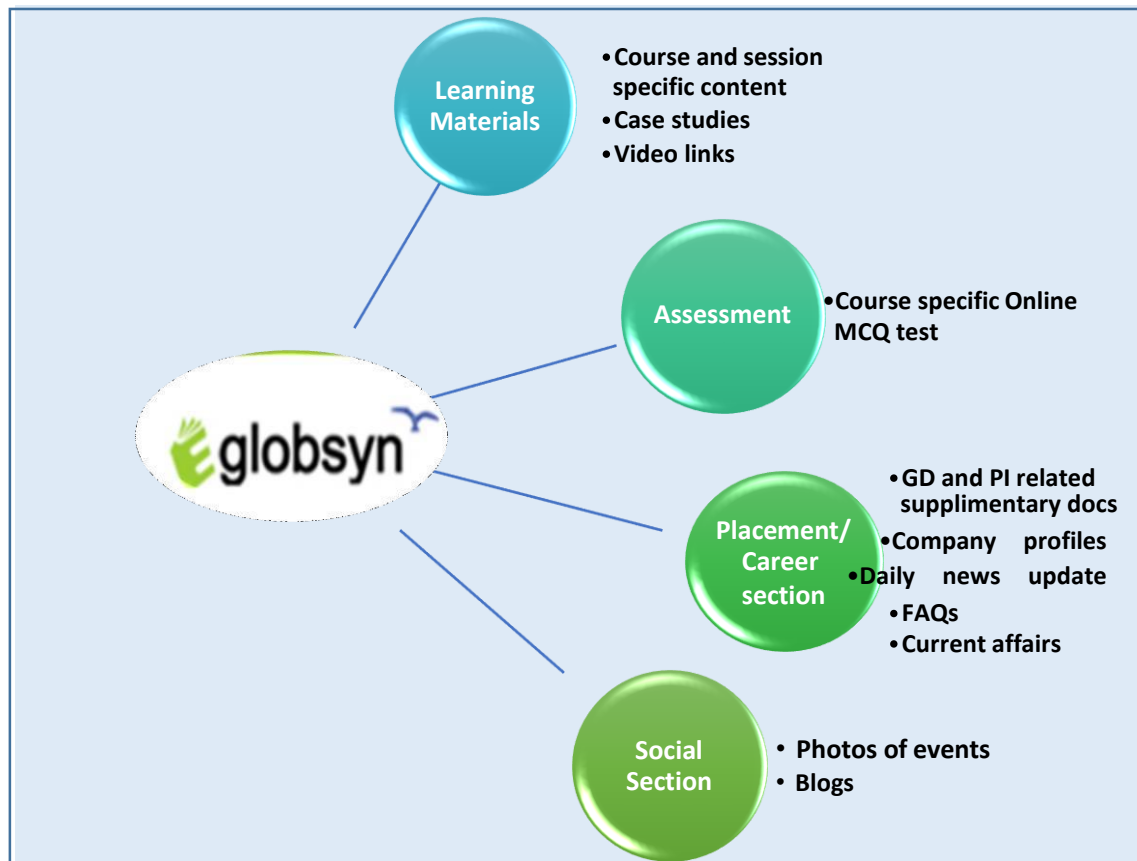 Learning
Materials
•Course and session
specific content
•Case studies
•Video links
Assessment
•Course specific Online
MCQ test
Eglobsyn
Placement/
Career
section
•GD and PI related
supplimentary docs
•Company profiles
•Daily news update
•FAQs
•Current affairs
Social
Section
• Photos of events
• Blogs